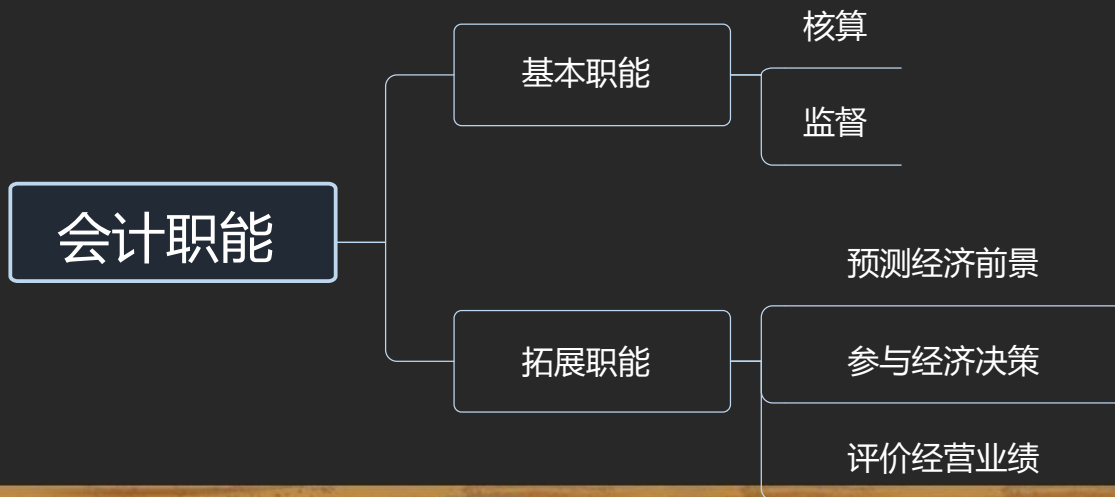 会计职能
基本职能
核算
监督
拓展职能
预测经济前景
参与经济决策
评价经营业绩